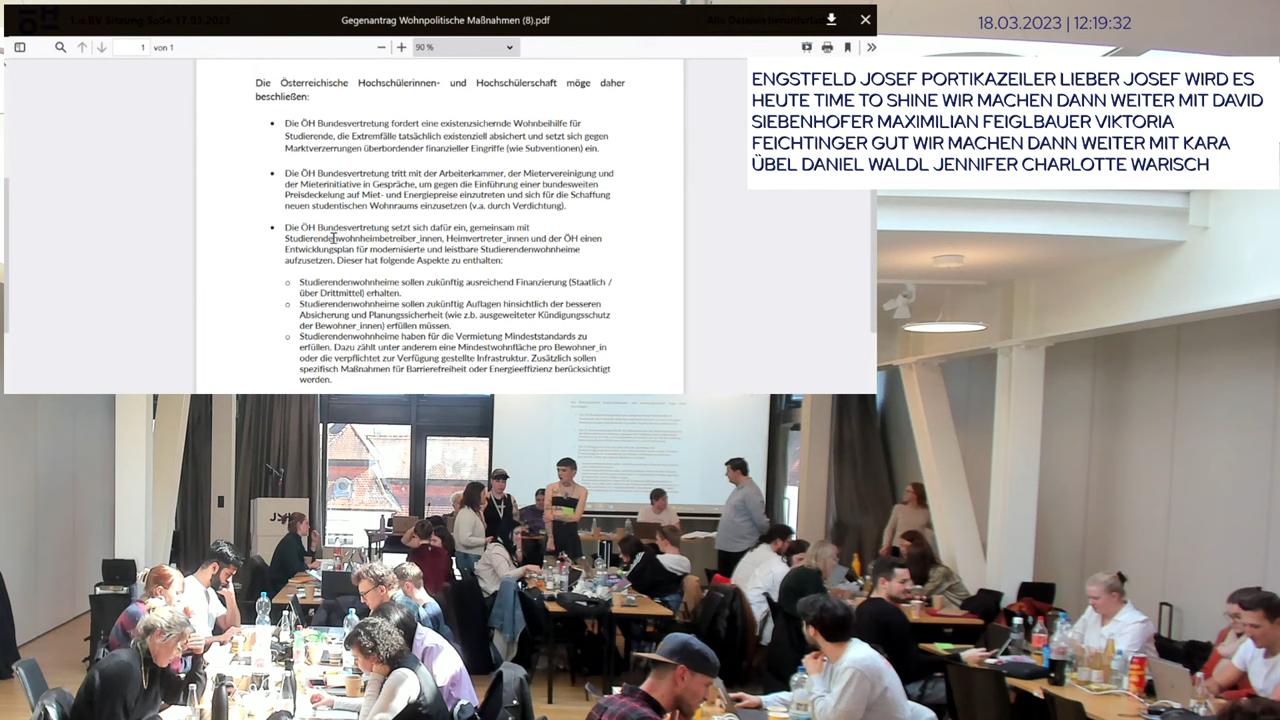 1.o BV Sitzung SoSe 17.03.2023
Gegenantrag Wohnpolitische Maßnahmen (8).pdf
18.03.2023 | 12:19:32
1 von 1
90 %
ENGSTFELD JOSEF PORTIKAZEILER LIEBER JOSEF WIRD ES
HEUTE TIME TO SHINE WIR MACHEN DANN WEITER MIT DAVID
SIEBENHOFER MAXIMILIAN FEIGLBAUER VIKTORIA
FEICHTINGER GUT WIR MACHEN DANN WEITER MIT KARA
ÜBEL DANIEL WALDL JENNIFER CHARLOTTE WARISCH
Die Österreichische Hochschülerinnen- und Hochschülerschaft möge daher
beschließen:
• Die ÖH Bundesvertretung fordert eine existenzsichernde Wohnbeihilfe für
Studierende, die Extremfälle tatsächlich existenziell absichert und setzt sich gegen
Marktverzerrungen überbordender finanzieller Eingriffe (wie Subventionen) ein.
• Die ÖH Bundesvertretung tritt mit der Arbeiterkammer, der Mietervereinigung und
der Mieterinitiative in Gespräche, um gegen die Einführung einer bundesweiten
Preisdeckelung auf Miet- und Energiepreise einzutreten und sich für die Schaffung
neuen studentischen Wohnraums einzusetzen (v.a. durch Verdichtung).
• Die ÖH Bundesvertretung setzt sich dafür ein, gemeinsam mit
Studierendenwohnheimbetreiber_innen, Heimvertreter_innen und der ÖH einen
Entwicklungsplan für modernisierte und leistbare Studierendenwohnheime
aufzusetzen. Dieser hat folgende Aspekte zu enthalten:
o Studierendenwohnheime sollen zukünftig ausreichend Finanzierung (Staatlich /
über Drittmittel) erhalten.
o Studierendenwohnheime sollen zukünftig Auflagen hinsichtlich der besseren
Absicherung und Planungssicherheit (wie z.b. ausgeweiteter Kündigungsschutz
der Bewohner_innen) erfüllen müssen.
o Studierendenwohnheime haben für die Vermietung Mindeststandards zu
erfüllen. Dazu zählt unter anderem eine Mindestwohnfläche pro Bewohner_in
oder die verpflichtet zur Verfügung gestellte Infrastruktur. Zusätzlich sollen
spezifisch Maßnahmen für Barrierefreiheit oder Energieeffizienz berücksichtigt
werden.